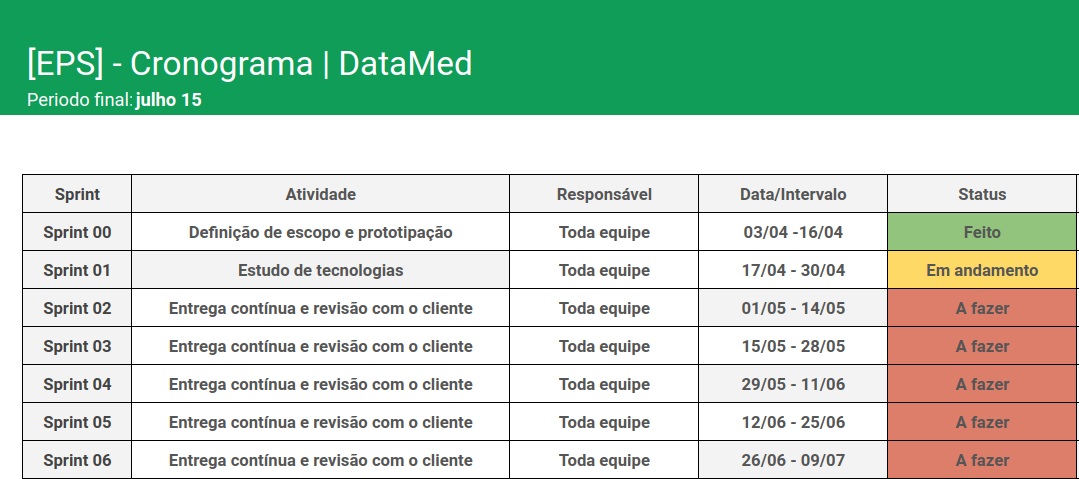 [EPS] - Cronograma | DataMed
Periodo final: julho 15
Sprint Atividade Responsável Data/Intervalo Status
Sprint 00 Definição de escopo e prototipação Toda equipe 03/04 -16/04 Feito
Sprint 01 Estudo de tecnologias Toda equipe 17/04 - 30/04 Em andamento
Sprint 02 Entrega contínua e revisão com o cliente Toda equipe 01/05 - 14/05 A fazer
Sprint 03 Entrega contínua e revisão com o cliente Toda equipe 15/05 - 28/05 A fazer
Sprint 04 Entrega contínua e revisão com o cliente Toda equipe 29/05 - 11/06 A fazer
Sprint 05 Entrega contínua e revisão com o cliente Toda equipe 12/06 - 25/06 A fazer
Sprint 06 Entrega contínua e revisão com o cliente Toda equipe 26/06 - 09/07 A fazer